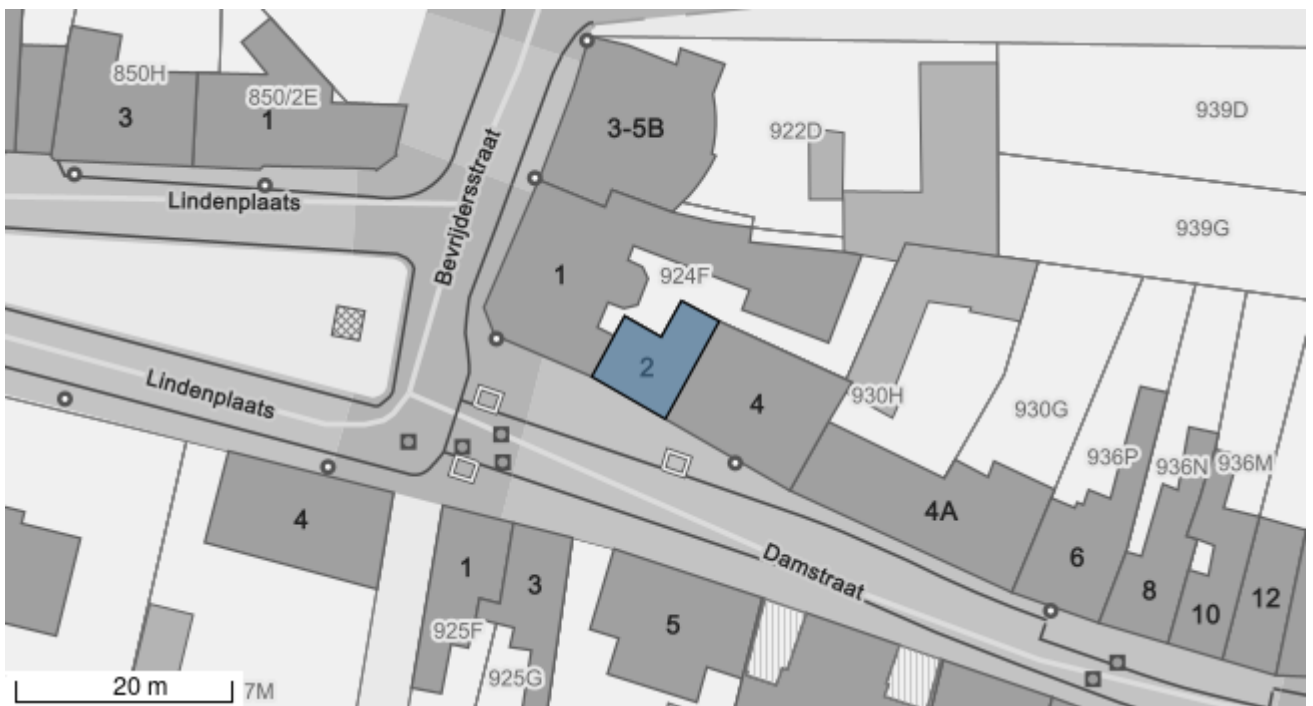 850H
3
850/2E
1
3-5B
922D
939D
Lindenplaats
Bevrijdersstraat
939G
1
924F
Lindenplaats
2
4
930H
930G
936P
936N
936M
4
4A
1
3
Damstraat
6
8
10
12
925F
5
925G
20 m
7M